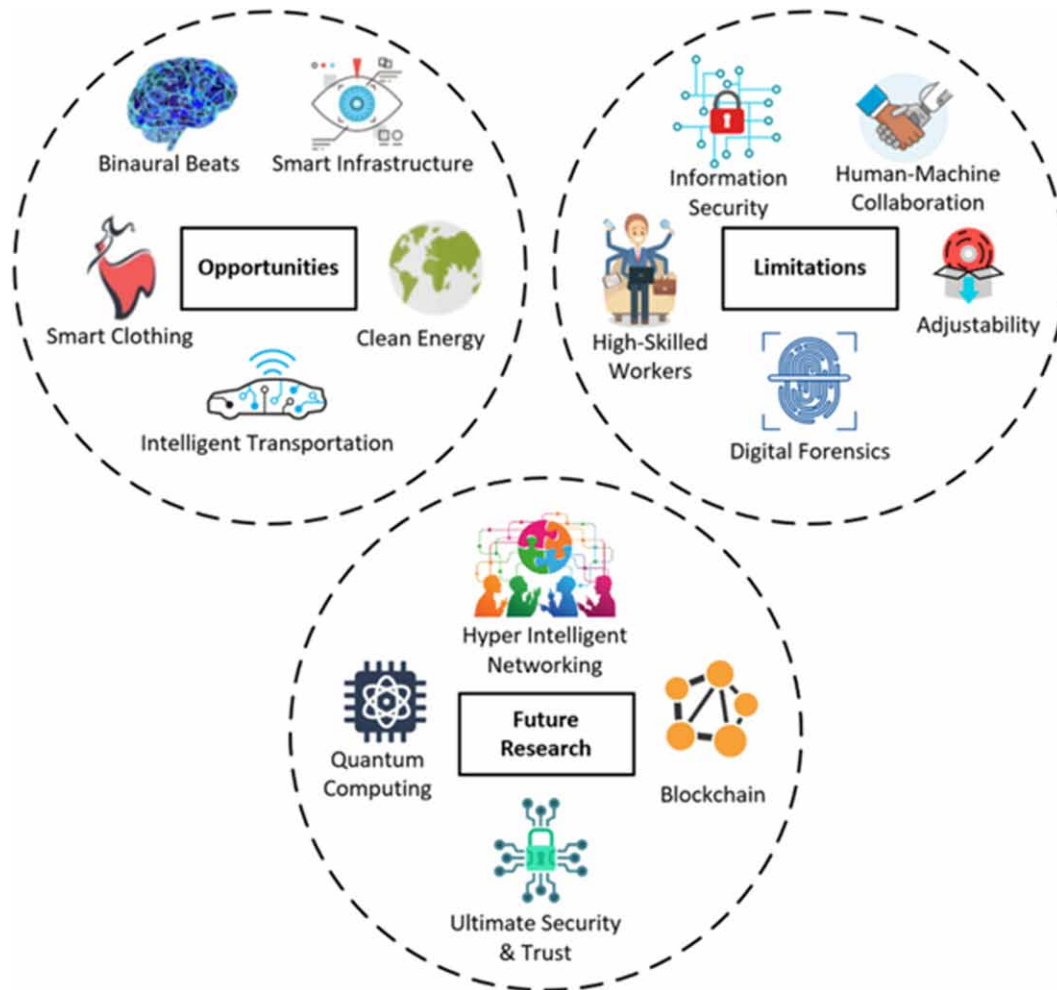 Binaural Beats
Smart Infrastructure
Opportunities
Smart Clothing
Clean Energy
Intelligent Transportation
Information
Security
Human-Machine
Collaboration
Limitations
High-Skilled
Workers
Adjustability
Digital Forensics
Hyper Intelligent
Networking
Future
Research
Quantum
Computing
Blockchain
Ultimate Security
& Trust